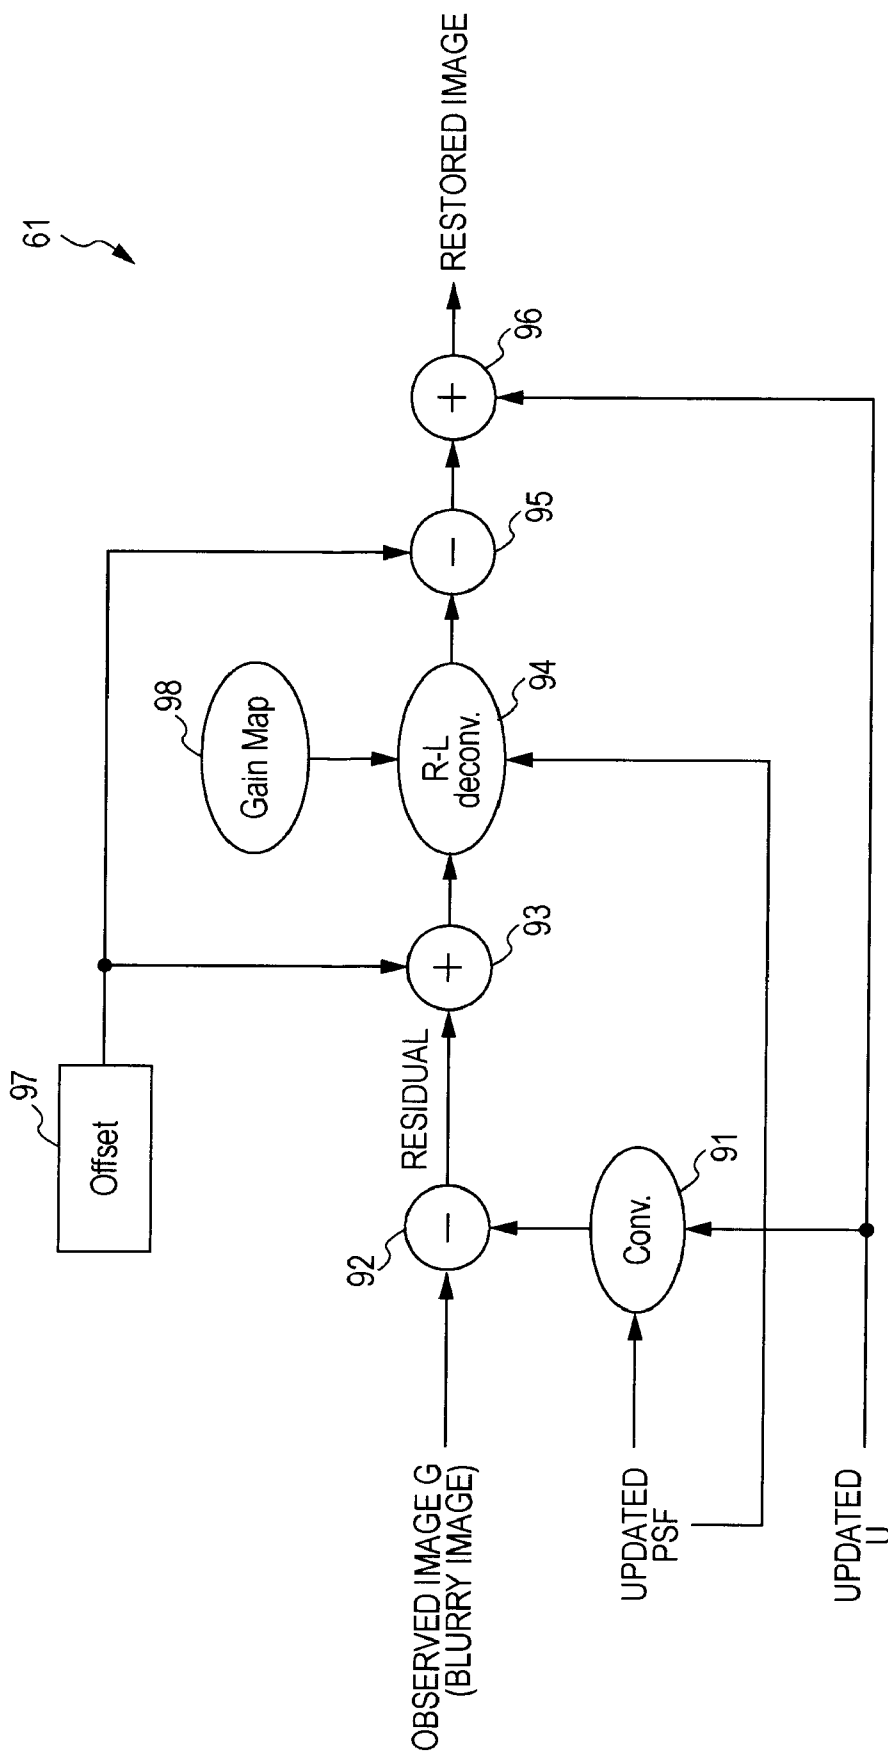 61
97
Offset
98
Gain Map
OBSERVED IMAGE G
(BLURRY IMAGE)
92
−
RESIDUAL
+
93
R-L
deconv.
94
−
95
+
96
RESTORED IMAGE
UPDATED
PSF
Conv.
91
UPDATED
U